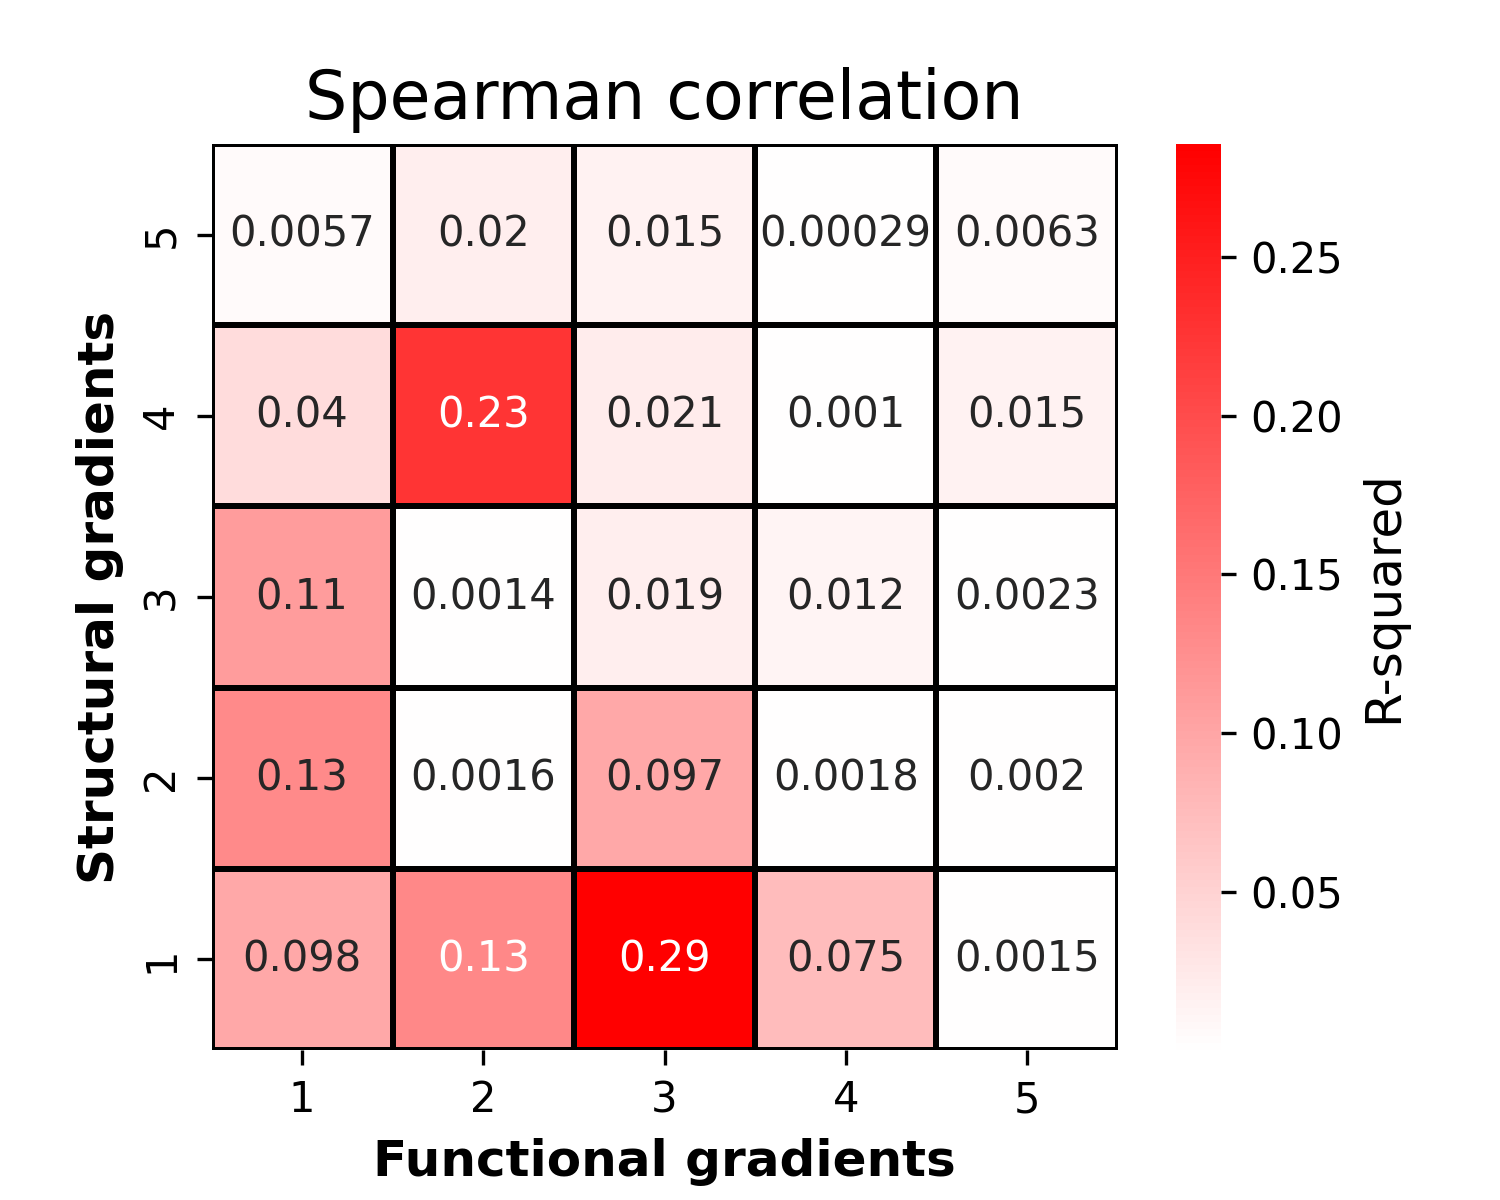 Spearman correlation
Structural gradients
5 0.0057 0.02 0.015 0.00029 0.0063
4 0.04 0.23 0.021 0.001 0.015
3 0.11 0.0014 0.019 0.012 0.0023
2 0.13 0.0016 0.097 0.0018 0.002
1 0.098 0.13 0.29 0.075 0.0015
1 2 3 4 5
Functional gradients
0.25
0.20
0.15
0.10
0.05
R-squared